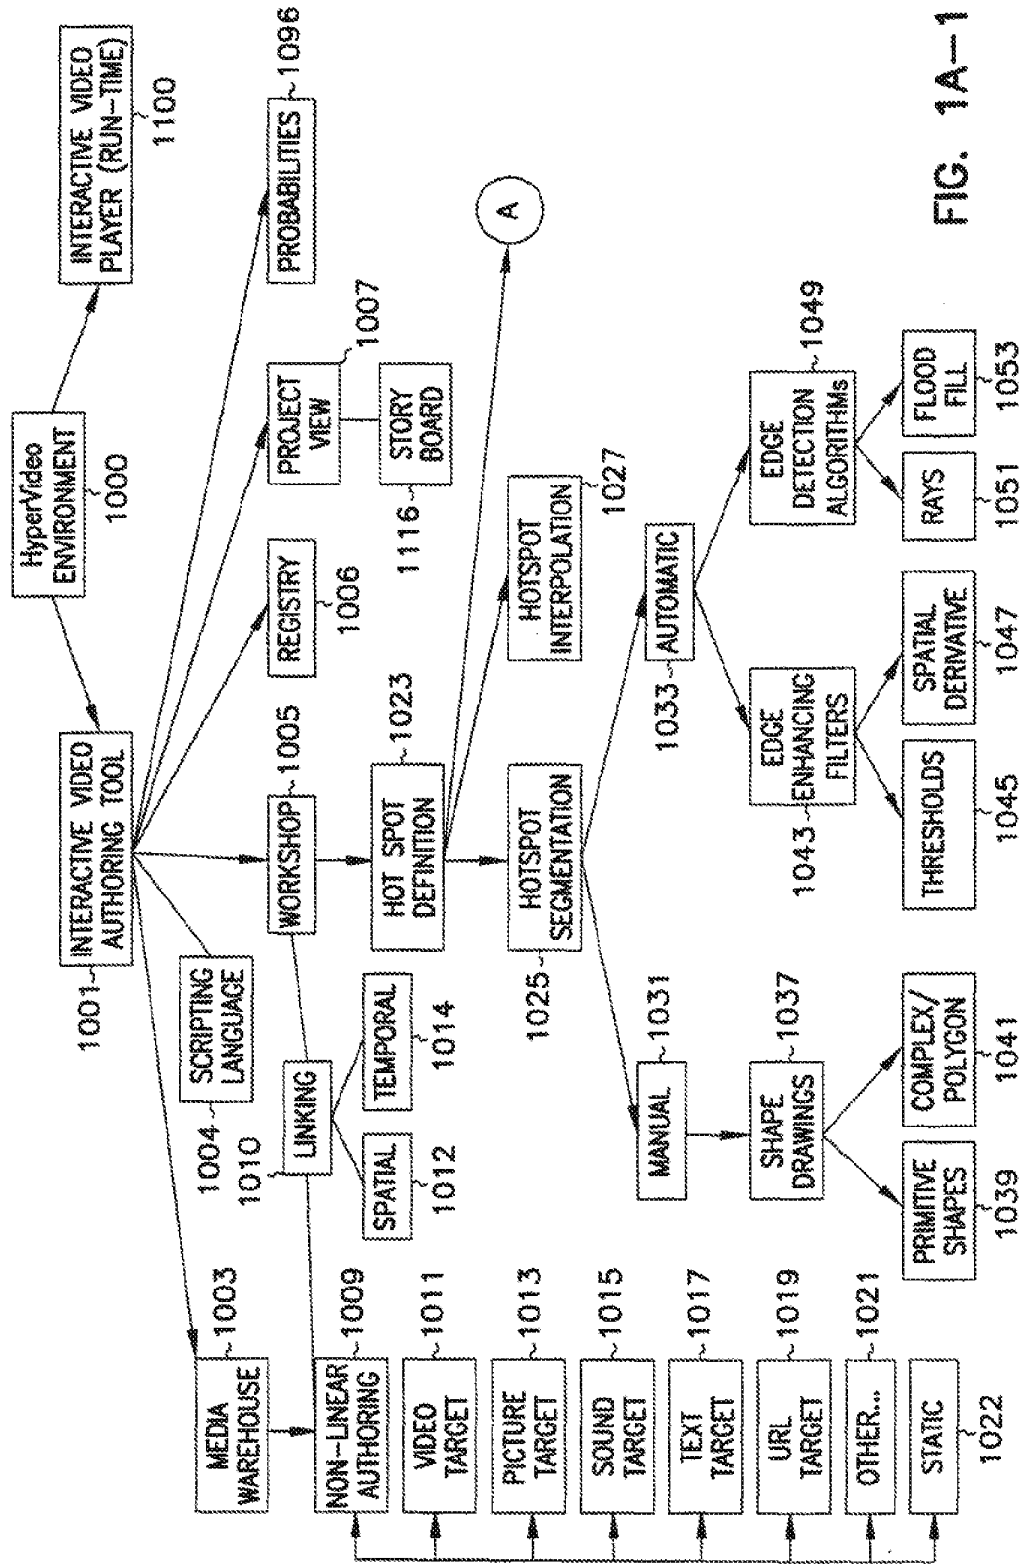 HyperVideo
ENVIRONMENT
1000
INTERACTIVE VIDEO
AUTHORING TOOL
1001
INTERACTIVE VIDEO
PLAYER (RUN-TIME)
1100
MEDIA
WAREHOUSE
1003
SCRIPTING
LANGUAGE
1004
WORKSHOP
1005
REGISTRY
1006
PROJECT
VIEW
1007
PROBABILITIES
1096
NON-LINEAR
AUTHORING
1009
LINKING
1010
SPATIAL
1012
TEMPORAL
1014
HOT SPOT
DEFINITION
1023
STORY
BOARD
1116
A
VIDEO
TARGET
1011
PICTURE
TARGET
1013
HOTSPOT
SEGMENTATION
1025
HOTSPOT
INTERPOLATION
1027
SOUND
TARGET
1015
TEXT
TARGET
1017
MANUAL
1031
AUTOMATIC
1033
URL
TARGET
1019
SHAPE
DRAWINGS
1037
EDGE
ENHANCING
FILTERS
1043
EDGE
DETECTION
ALGORITHMs
1049
OTHER...
1021
STATIC
1022
PRIMITIVE
SHAPES
1039
COMPLEX/
POLYGON
1041
THRESHOLDS
1045
SPATIAL
DERIVATIVE
1047
RAYS
1051
FLOOD
FILL
1053
FIG. 1A-1